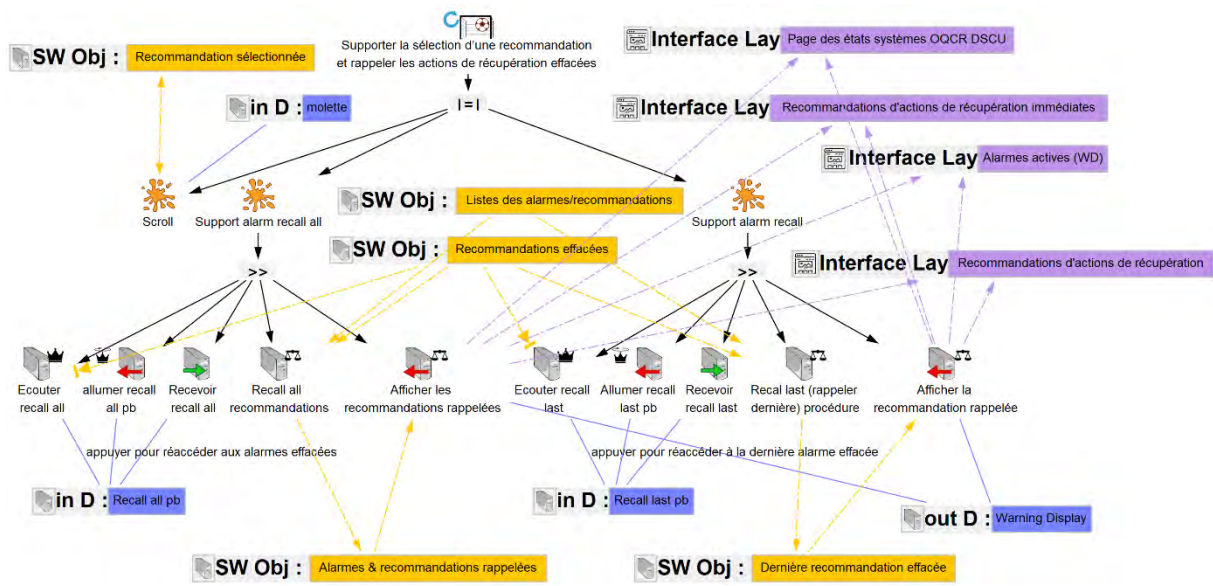 Supporter la sélection d'une recommandation
et rappeler les actions de récupération effacées
SW Obj : Recommandation sélectionnée
Interface Lay Page des états systèmes OQCR DSCU
in D : molette
|=|
Interface Lay Recommandations d'actions de récupération immédiates
Interface Lay Alarmes actives (WD)
Scroll
Support alarm recall all
SW Obj : Listes des alarmes/recommandations
Support alarm recall
SW Obj : Recommandations effacées
Interface Lay Recommandations d'actions de récupération
>>
>>
Ecouter
recall all
allumer recall
all pb
Recevoir
recall all
Recall all
recommandations
Afficher les
recommandations rappelées
Ecouter recall
last
Allumer recall
last pb
Recevoir
recall last
Recal last (rappeler
dernière) procédure
Afficher la
recommandation rappelée
appuyer pour réaccéder aux alarmes effacées
appuyer pour réaccéder à la dernière alarme effacée
in D : Recall all pb
in D : Recall last pb
out D : Warning Display
SW Obj : Alarmes & recommandations rappelées
SW Obj : Dernière recommandation effacée